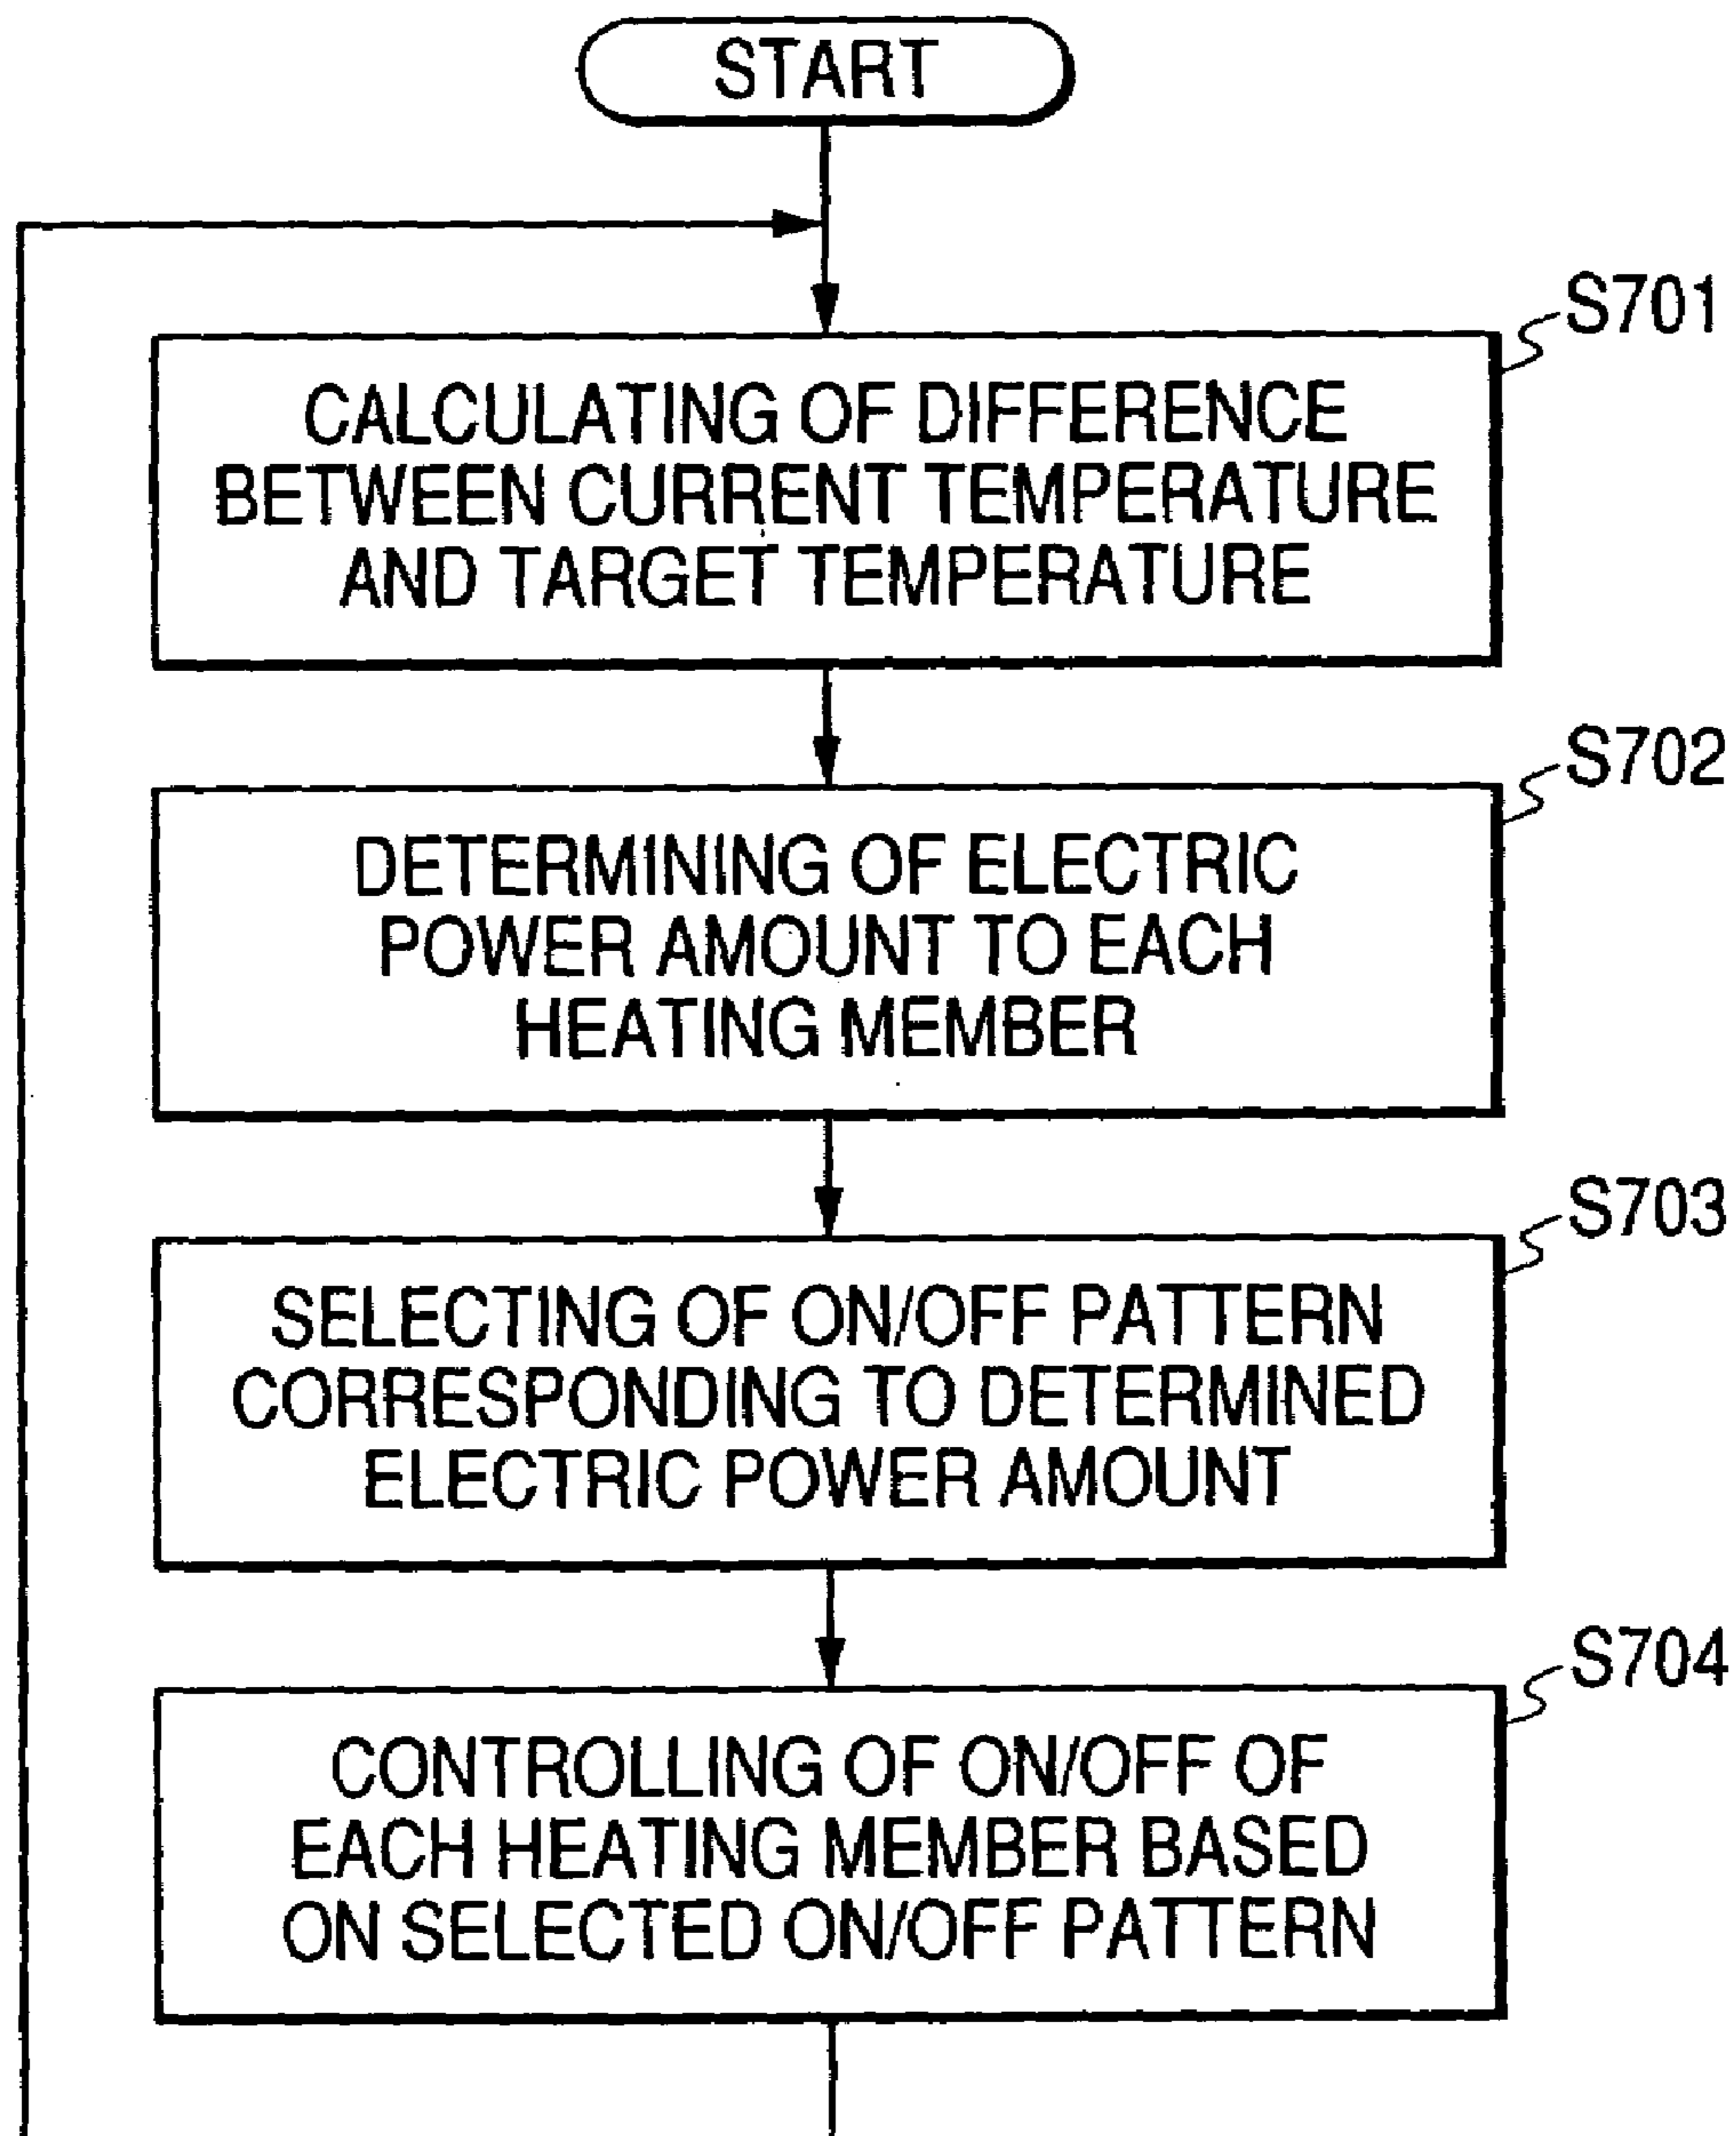 START
S701
CALCULATING OF DIFFERENCE
BETWEEN CURRENT TEMPERATURE
AND TARGET TEMPERATURE
S702
DETERMINING OF ELECTRIC
POWER AMOUNT TO EACH
HEATING MEMBER
S703
SELECTING OF ON/OFF PATTERN
CORRESPONDING TO DETERMINED
ELECTRIC POWER AMOUNT
S704
CONTROLLING OF ON/OFF OF
EACH HEATING MEMBER BASED
ON SELECTED ON/OFF PATTERN